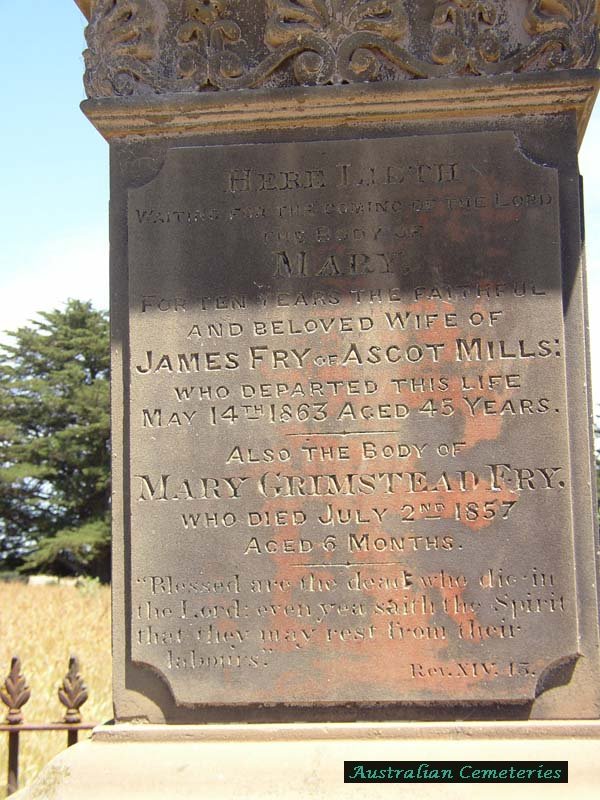 HERE LIETH
WAITING FOR THE COMING OF THE LORD
THE BODY OF
MARY,
FOR TEN YEARS THE FAITHFUL
AND BELOVED WIFE OF
JAMES FRY OF ASCOT MILLS:
WHO DEPARTED THIS LIFE
MAY 14TH 1863 AGED 45 YEARS.
ALSO THE BODY OF
MARY GRIMSTEAD FRY,
WHO DIED JULY 2ND 1857
AGED 6 MONTHS.
"Blessed are the dead who die in
the Lord: even yea saith the Spirit
that they may rest from their
labours."
Rev. XIV. 13.
Australian Cemeteries